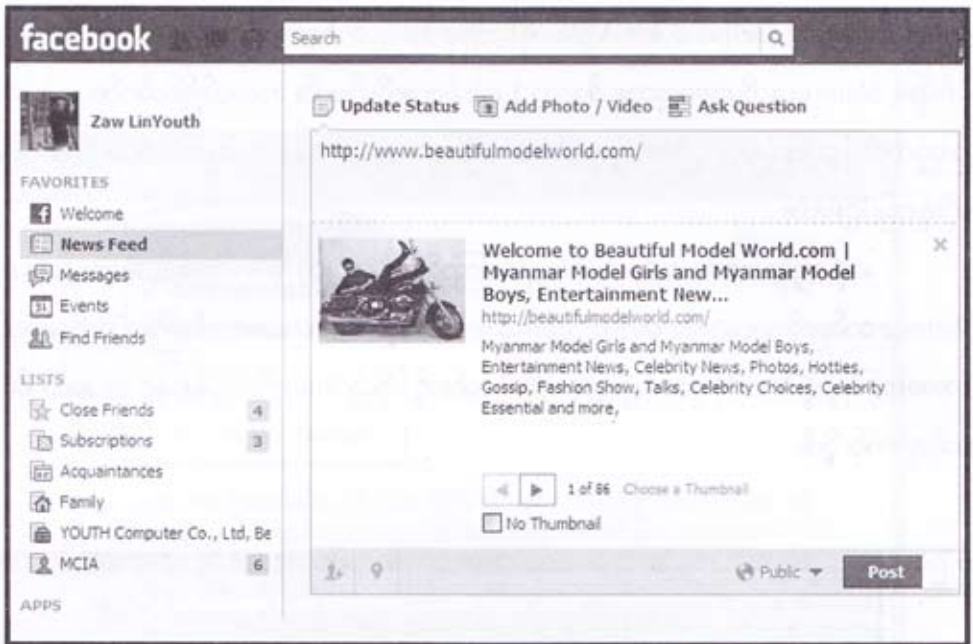 facebook
Search
Zaw LinYouth
FAVORITES
Welcome
News Feed
Messages
31 Events
Find Friends
LISTS
Close Friends 4
Subscriptions 3
Acquaintances
Family
YOUTH Computer Co., Ltd, Be
MCIA 6
APPS
Update Status Add Photo / Video Ask Question
http://www.beautifulmodelworld.com/
Welcome to Beautiful Model World.com |
Myanmar Model Girls and Myanmar Model
Boys, Entertainment New...
http://beautifulmodelworld.com/
Myanmar Model Girls and Myanmar Model Boys,
Entertainment News, Celebrity News, Photos, Hotties,
Gossip, Fashion Show, Talks, Celebrity Choices, Celebrity
Essential and more,
1 of 86 Choose a Thumbnail
No Thumbnail
Public Post